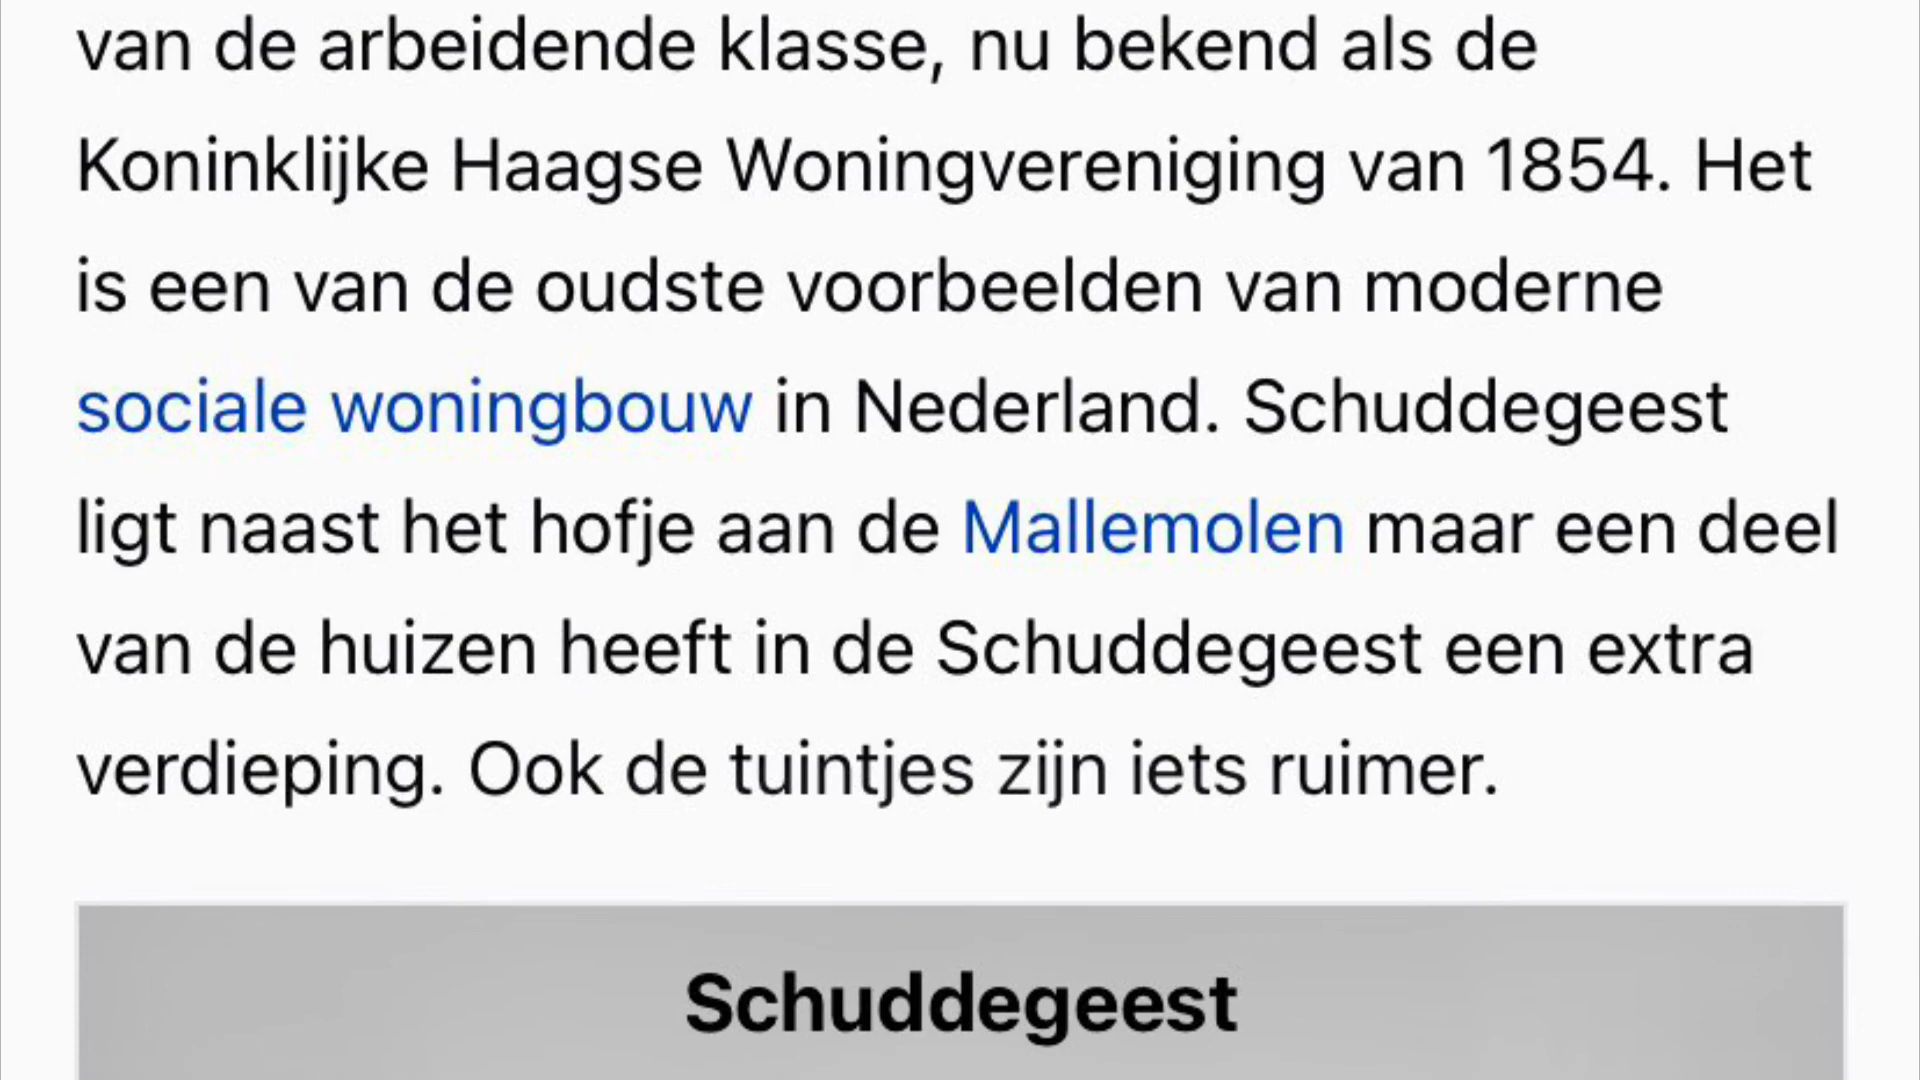 van de arbeidende klasse, nu bekend als de
Koninklijke Haagse Woningvereniging van 1854. Het
is een van de oudste voorbeelden van moderne
sociale woningbouw in Nederland. Schuddegeest
ligt naast het hofje aan de Mallemolen maar een deel
van de huizen heeft in de Schuddegeest een extra
verdieping. Ook de tuintjes zijn iets ruimer.
Schuddegeest